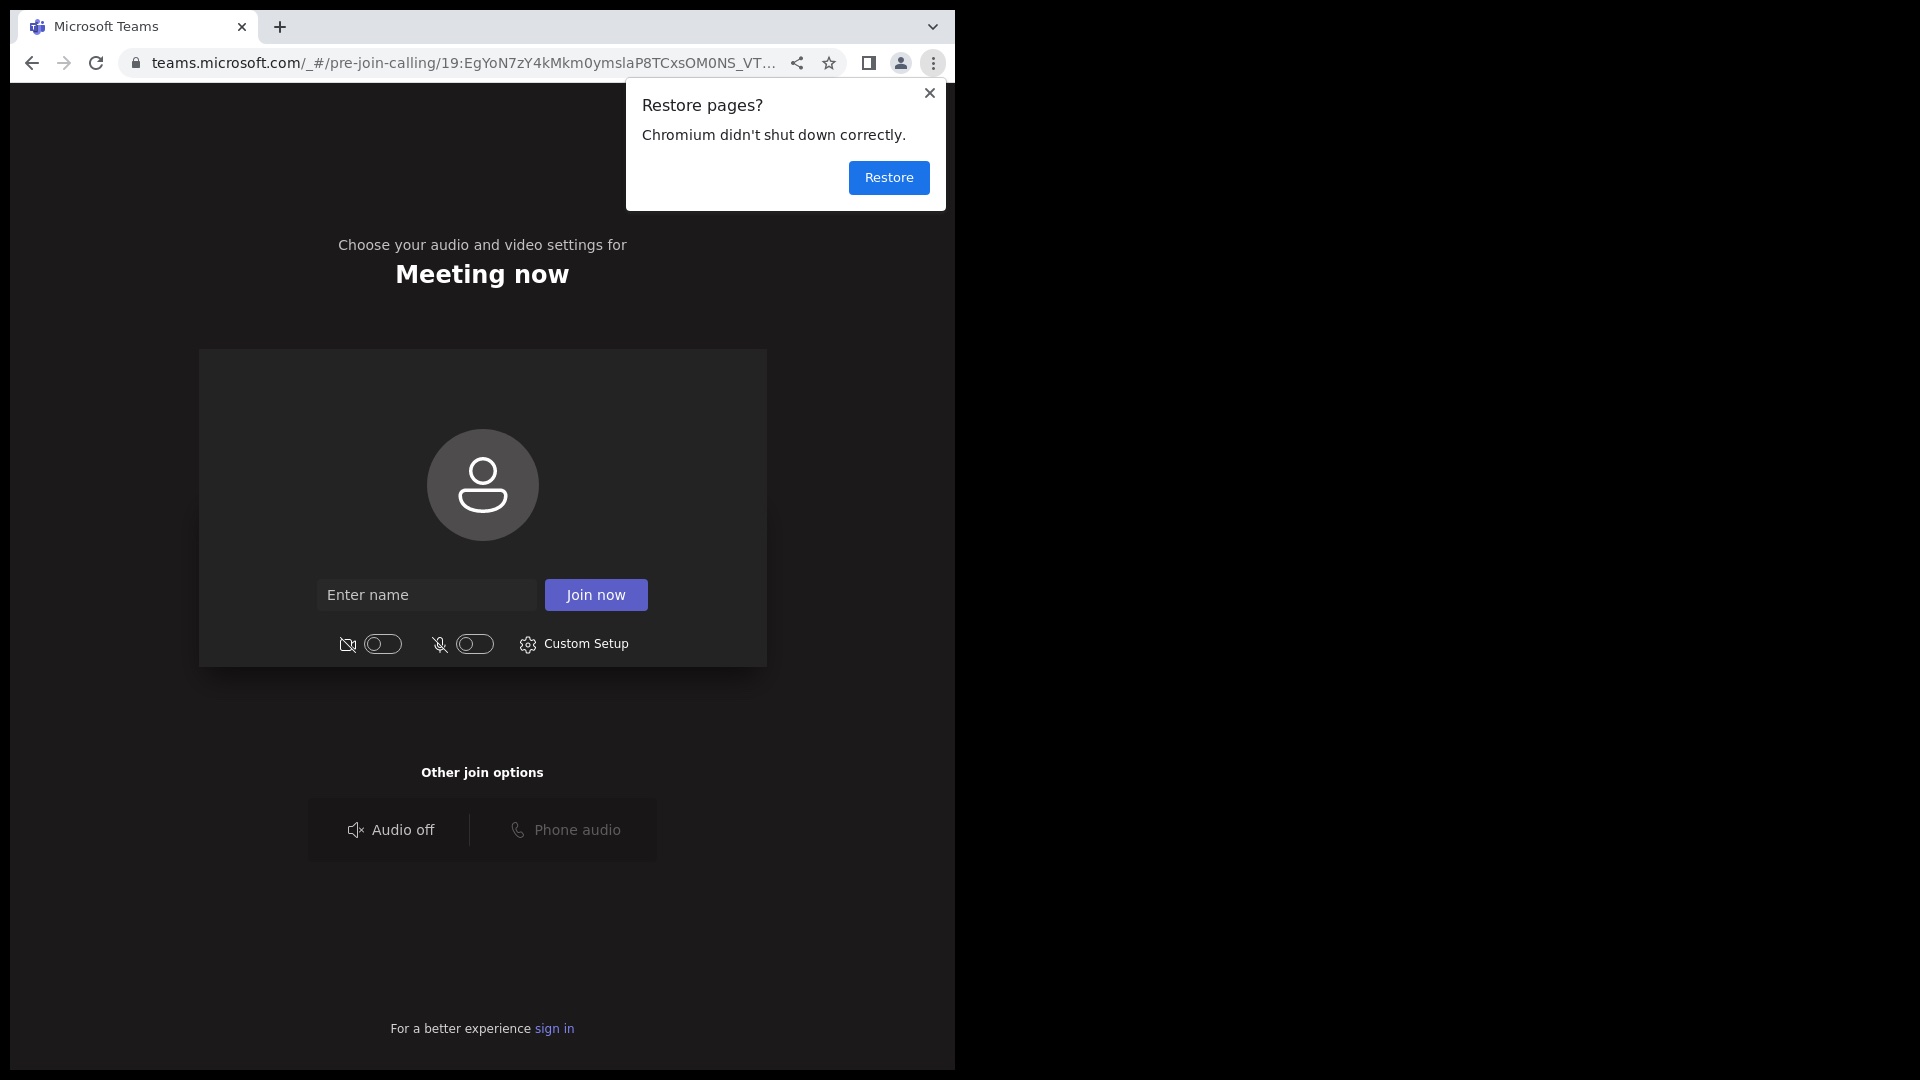 Microsoft Teams
teams.microsoft.com/_#/pre-join-calling/19:EgYoN7zY4kMkm0ymslaP8TCxsOM0NS_VT...
Restore pages?
Chromium didn't shut down correctly.
Restore
Choose your audio and video settings for
Meeting now
Enter name
Join now
Custom Setup
Other join options
Audio off
Phone audio
For a better experience sign in